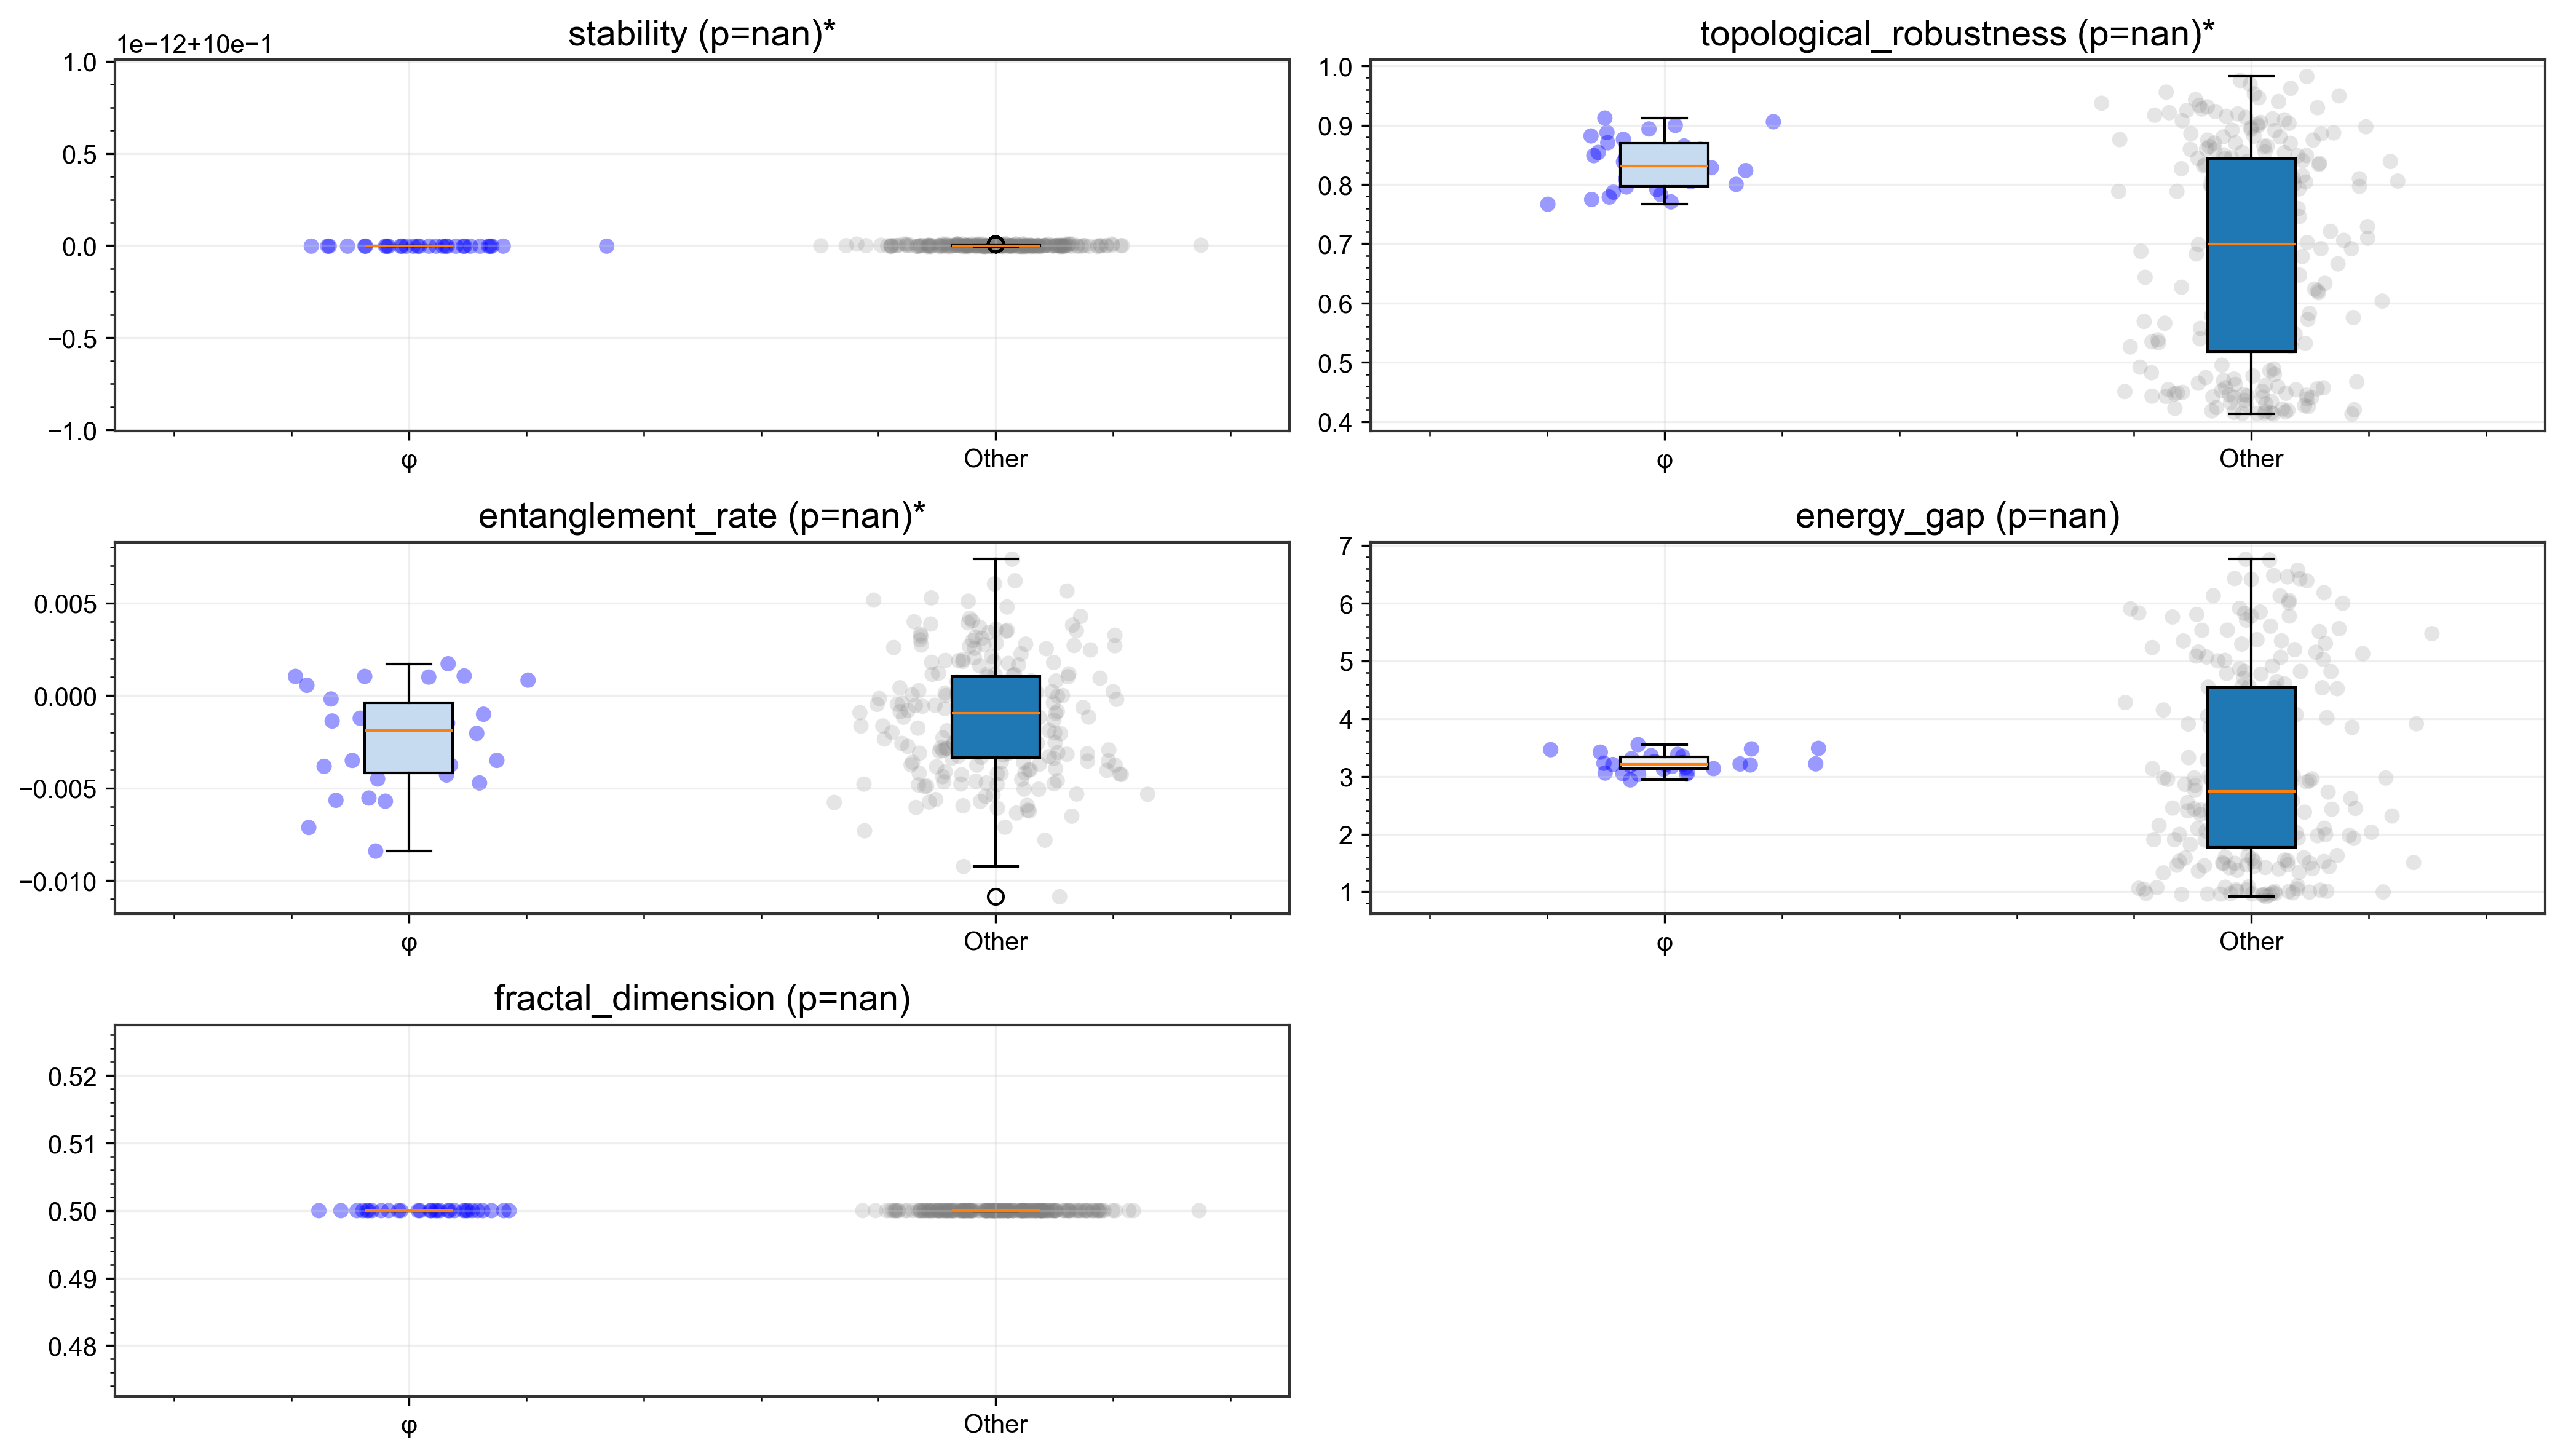 stability (p=nan)*
1e−12+10e−1
1.0
0.5
0.0
−0.5
−1.0
φ Other
topological_robustness (p=nan)*
1.0
0.9
0.8
0.7
0.6
0.5
0.4
φ Other
entanglement_rate (p=nan)*
0.005
0.000
−0.005
−0.010
φ Other
energy_gap (p=nan)
7
6
5
4
3
2
1
φ Other
fractal_dimension (p=nan)
0.52
0.51
0.50
0.49
0.48
φ Other